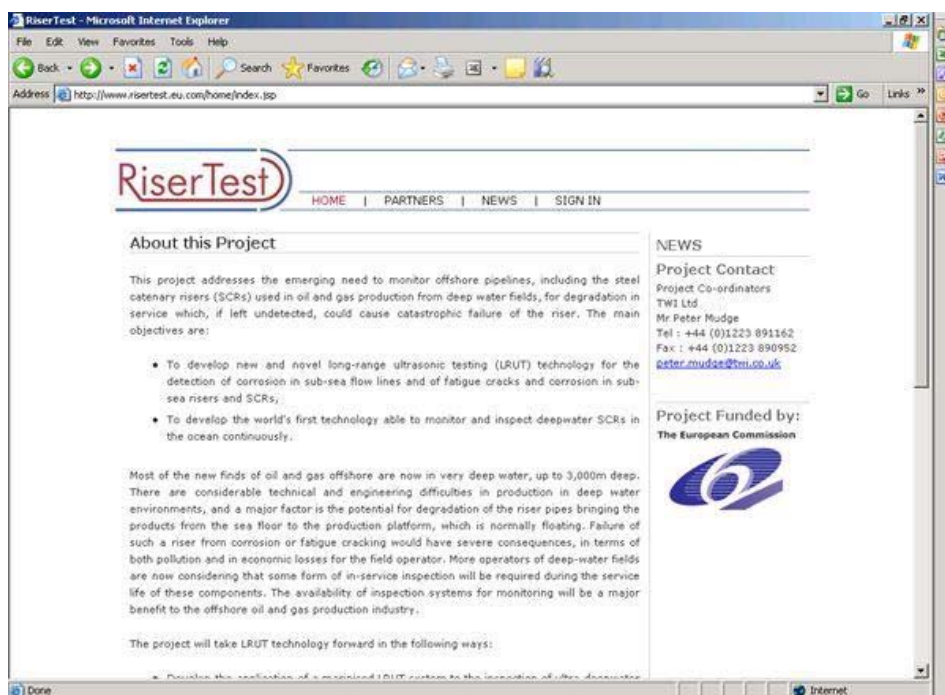 RiserTest - Microsoft Internet Explorer
File Edit View Favorites Tools Help
Back Search Favorites
Address http://www.risertest.eu.com/home/index.jsp Go Links »
RiserTest
HOME | PARTNERS | NEWS | SIGN IN
About this Project
This project addresses the emerging need to monitor offshore pipelines, including the steel
catenary risers (SCRs) used in oil and gas production from deep water fields, for degradation in
service which, if left undetected, could cause catastrophic failure of the riser. The main
objectives are:
• To develop new and novel long-range ultrasonic testing (LRUT) technology for the
detection of corrosion in sub-sea flow lines and of fatigue cracks and corrosion in sub-
sea risers and SCRs,
• To develop the world's first technology able to monitor and inspect deepwater SCRs in
the ocean continuously.
Most of the new finds of oil and gas offshore are now in very deep water, up to 3,000m deep.
There are considerable technical and engineering difficulties in production in deep water
environments, and a major factor is the potential for degradation of the riser pipes bringing the
products from the sea floor to the production platform, which is normally floating. Failure of
such a riser from corrosion or fatigue cracking would have severe consequences, in terms of
both pollution and in economic losses for the field operator. More operators of deep-water fields
are now considering that some form of in-service inspection will be required during the service
life of these components. The availability of inspection systems for monitoring will be a major
benefit to the offshore oil and gas production industry.
The project will take LRUT technology forward in the following ways:
• Develop the application of a marinised LRUT system to the inspection of ultra-deepwater
NEWS
Project Contact
Project Co-ordinators
TWI Ltd
Mr Peter Mudge
Tel : +44 (0)1223 891162
Fax : +44 (0)1223 890952
peter.mudge@twi.co.uk
Project Funded by:
The European Commission
Done Internet